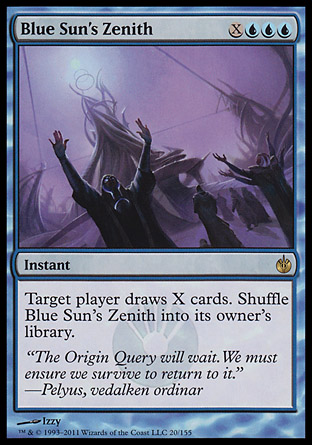 Blue Sun's Zenith X
Instant
Target player draws X cards. Shuffle
Blue Sun's Zenith into its owner's
library.
“The Origin Query will wait. We must
ensure we survive to return to it.”
—Pelyus, vedalken ordinar
Izzy
™ & © 1993–2011 Wizards of the Coast LLC 20/155